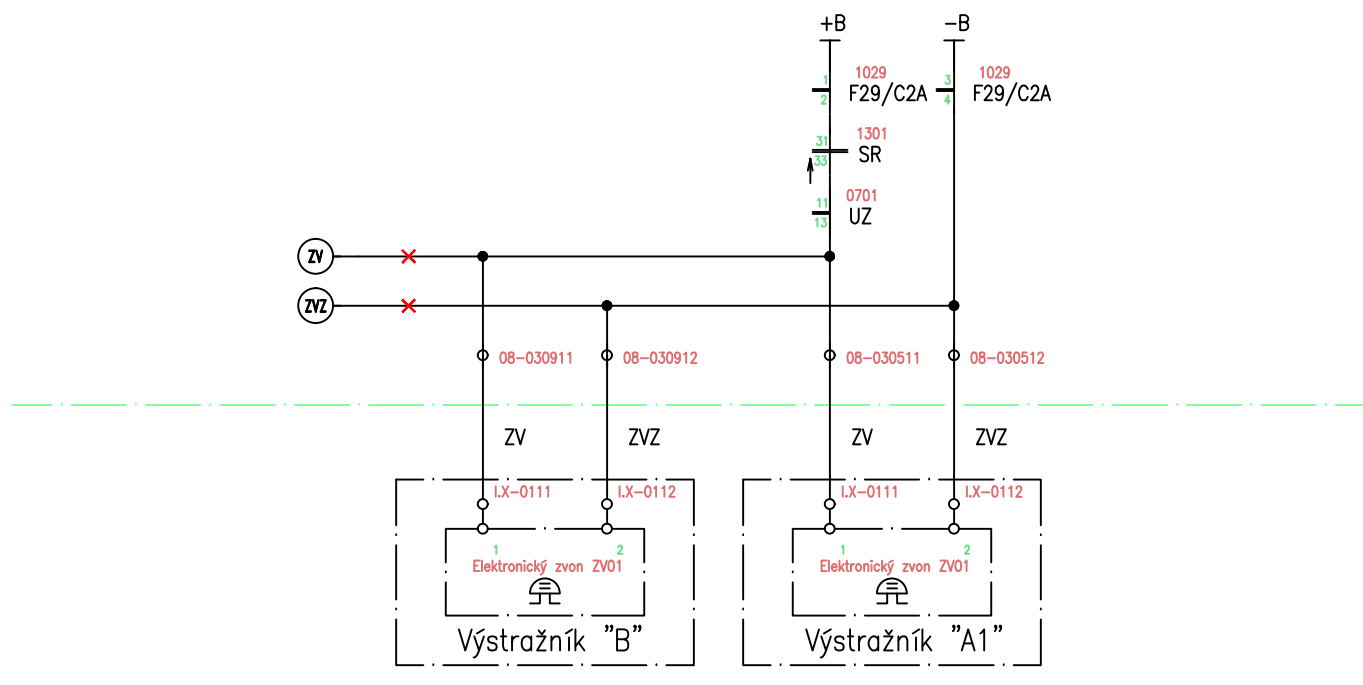 +B -B
1 1029 3 1029
2 F29/C2A 4 F29/C2A
31 1301
33 SR
11 0701
13 UZ
ZV
ZVZ
08-030911 08-030912 08-030511 08-030512
ZV ZVZ ZV ZVZ
I.X-0111 I.X-0112 I.X-0111 I.X-0112
1 2 1 2
Elektronický zvon ZV01 Elektronický zvon ZV01
Výstražník "B" Výstražník "A1"